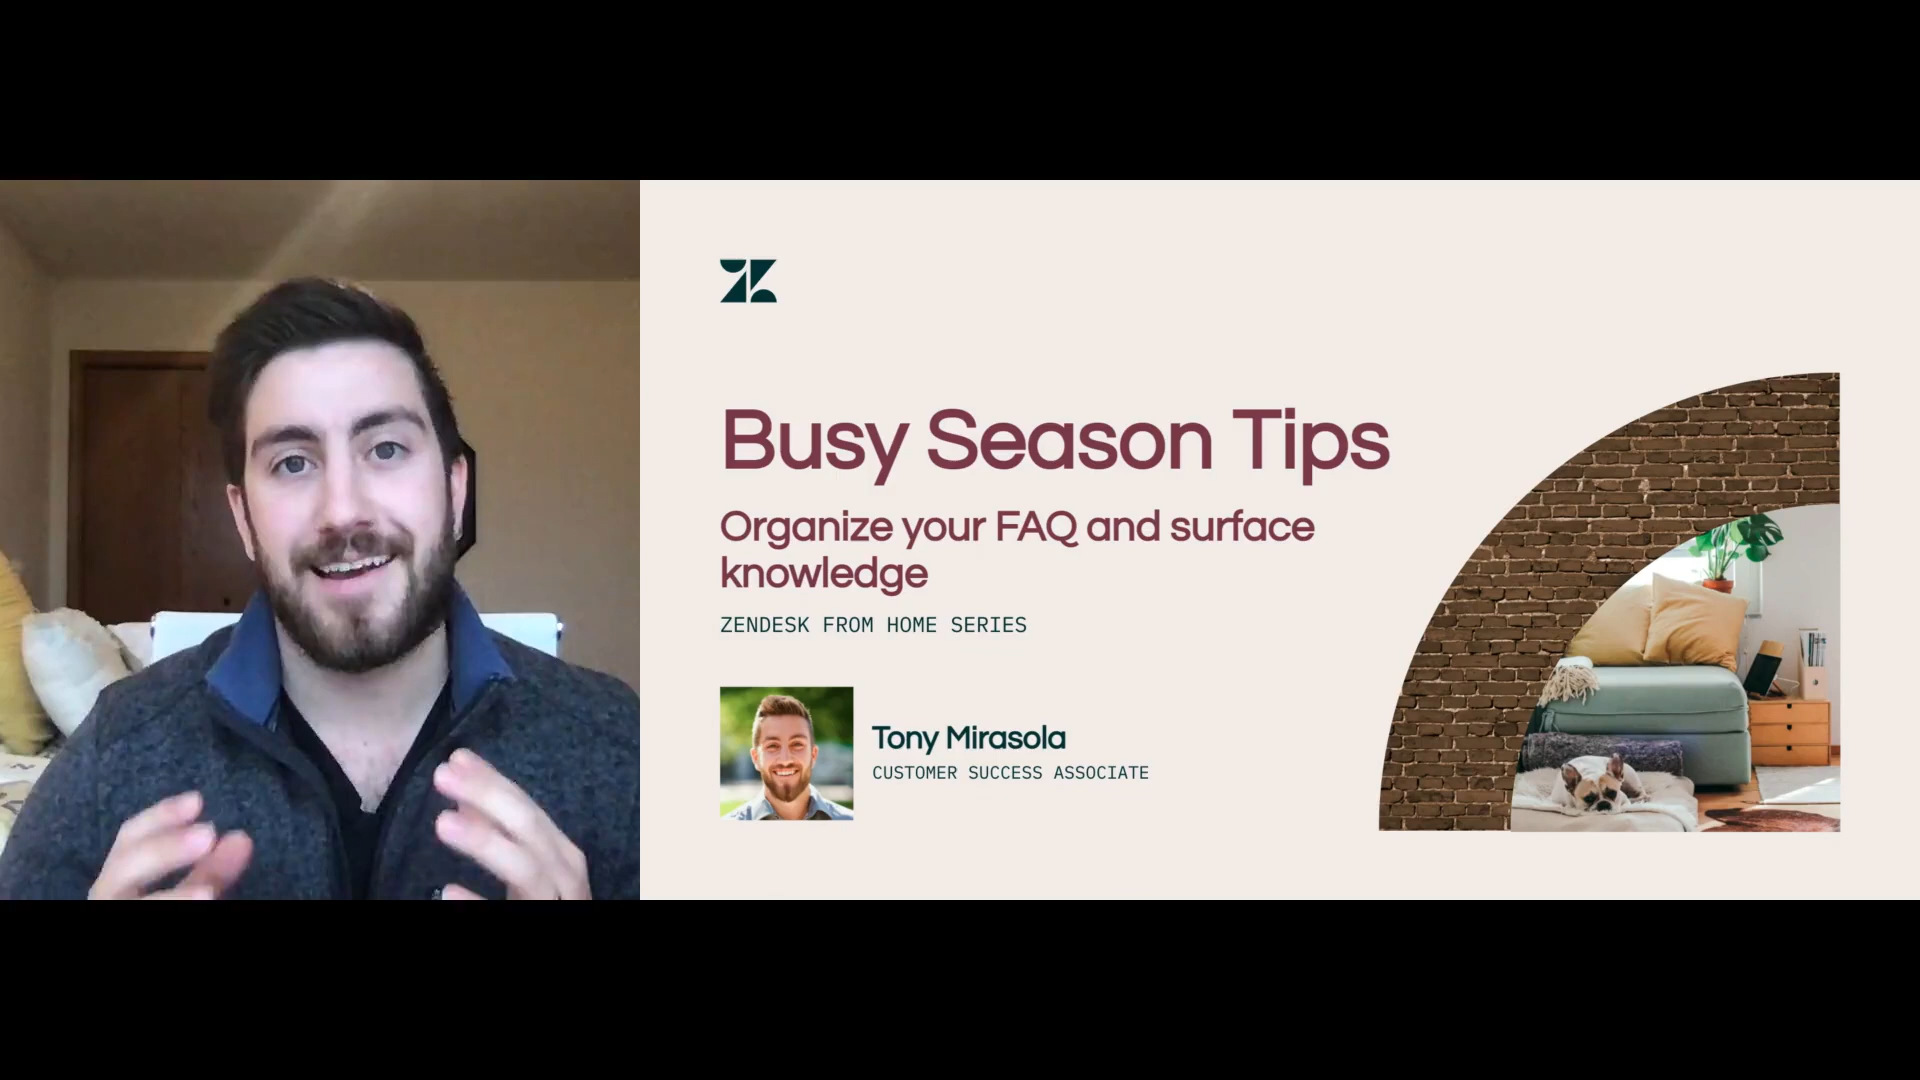 Busy Season Tips
Organize your FAQ and surface
knowledge
ZENDESK FROM HOME SERIES
Tony Mirasola
CUSTOMER SUCCESS ASSOCIATE